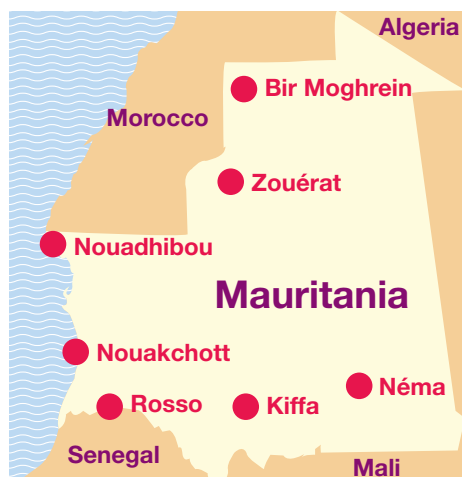 Algeria
Bir Moghrein
Morocco
Zouérat
Nouadhibou
Mauritania
Nouakchott
Néma
Rosso
Kiffa
Senegal
Mali